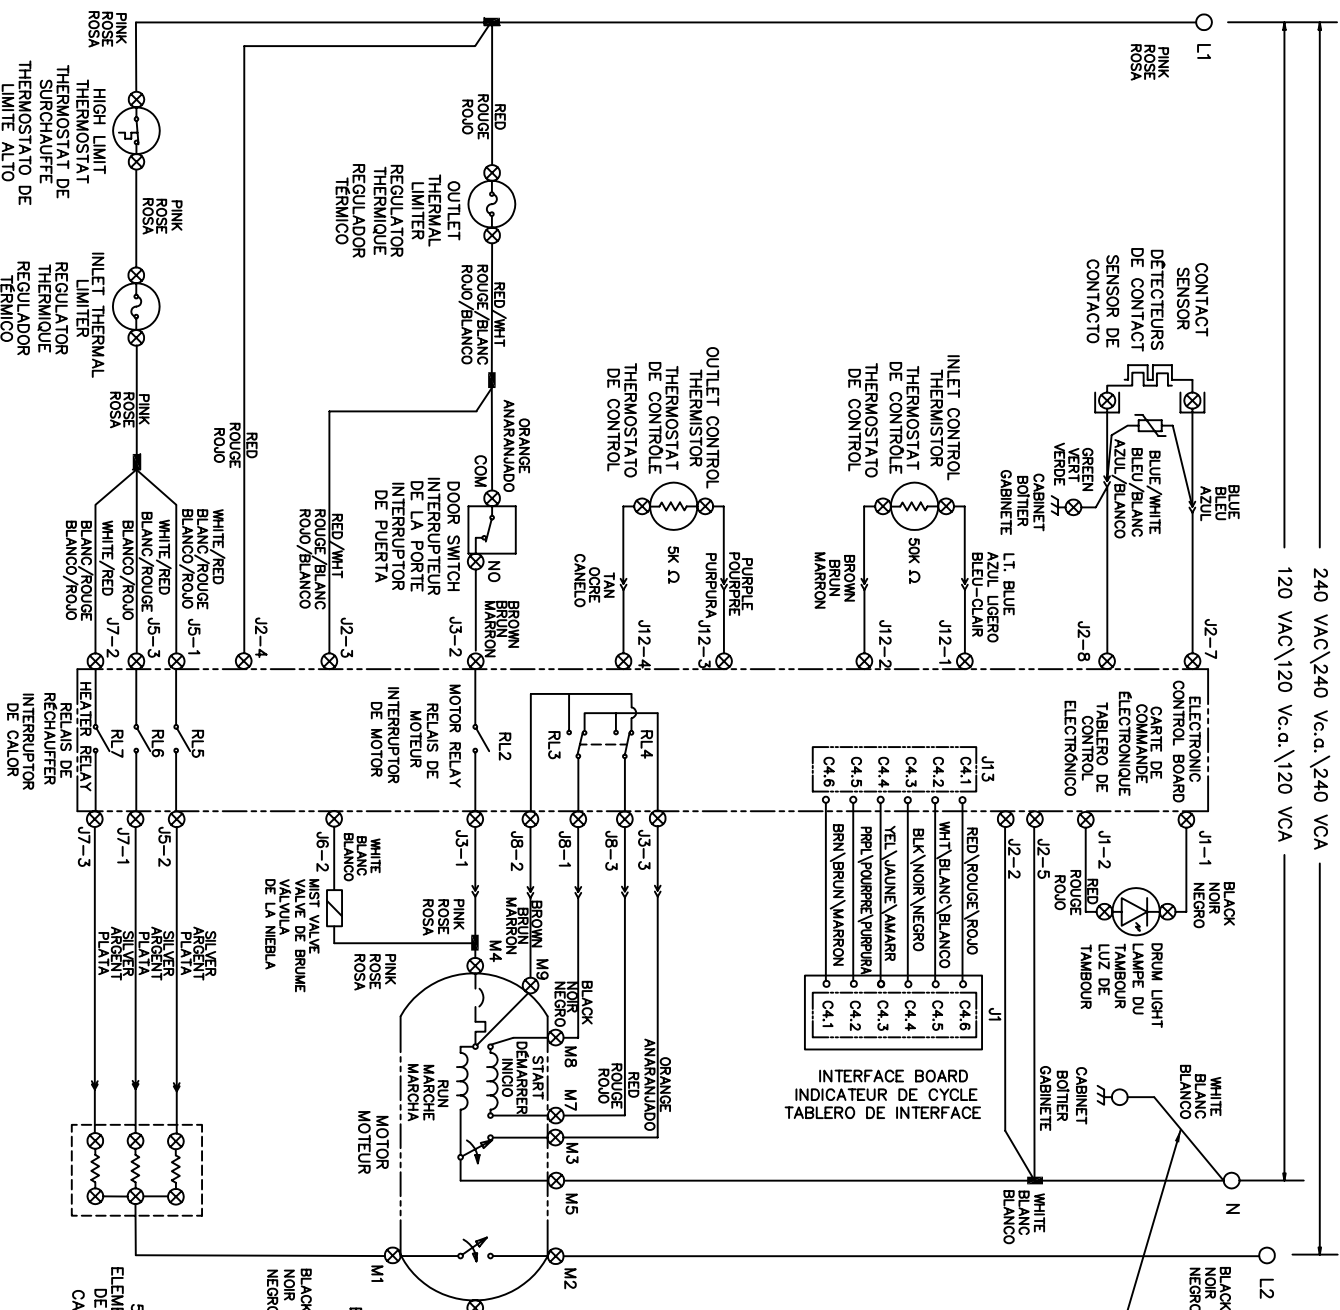 240 VAC\240 Vc.a.\240 VCA
120 VAC\120 Vc.a.\120 VCA
L1
PINK
ROSE
ROSA
CONTACT
SENSOR
DÉTECTEURS
DE CONTACT
SENSOR DE
CONTACTO
BLUE
BLEU
AZUL
BLUE/WHITE
BLEU/BLANC
AZUL/BLANCO
GREEN
VERT
VERDE
CABINET
BOÎTIER
GABINETE
J2-7
J2-8
ELECTRONIC
CONTROL BOARD
CARTE DE
COMMANDE
ÉLECTRONIQUE
TABLERO DE
CONTROL
ELECTRÓNICO
J1-1
J1-2
BLACK
NOIR
NEGRO
RED
ROUGE
ROJO
DRUM LIGHT
LAMPE DU
TAMBOUR
LUZ DE
TAMBOUR
WHITE
BLANC
BLANCO
CABINET
BOÎTIER
GABINETE
N
L2
BLACK
NOIR
NEGRO
J2-5
J2-2
WHITE
BLANC
BLANCO
INLET CONTROL
THERMISTOR
THERMOSTAT
DE CONTRÔLE
THERMOSTATO
DE CONTROL
50K Ω
LT. BLUE
AZUL LIGERO
BLEU-CLAIR
BROWN
BRUN
MARRON
J12-1
J12-2
J13
C4.1
C4.2
C4.3
C4.4
C4.5
C4.6
RED\ROUGE\ROJO
WHT\BLANC\BLANCO
BLK\NOIR\NEGRO
YEL\JAUNE\AMARR
PRPL\POURPRE\PURPURA
BRN\BRUN\MARRON
J1
C4.6
C4.5
C4.4
C4.3
C4.2
C4.1
INTERFACE BOARD
INDICATEUR DE CYCLE
TABLERO DE INTERFACE
OUTLET CONTROL
THERMISTOR
THERMOSTAT
DE CONTRÔLE
THERMOSTATO
DE CONTROL
5K Ω
PURPLE
POURPRE
PURPURA
TAN
OCRE
CANELO
J12-3
J12-4
RL4
RL3
J3-3
J8-3
J8-1
J8-2
J3-1
ORANGE
ANARANJADO
RED
ROUGE
ROJO
BLACK
NOIR
NEGRO
BROWN
BRUN
MARRON
PINK
ROSE
ROSA
M3
M7
M8
M9
M4
M5
M2
M1
START
DÉMARRER
INICIO
RUN
MARCHE
MARCHA
MOTOR
MOTEUR
RED
ROUGE
ROJO
OUTLET
THERMAL
LIMITER
REGULATOR
THERMIQUE
REGULADOR
TÉRMICO
RED/WHT
ROUGE/BLANC
ROJO/BLANCO
ORANGE
ANARANJADO
COM
NO
DOOR SWITCH
INTERRUPTEUR
DE LA PORTE
INTERRUPTOR
DE PUERTA
BROWN
BRUN
MARRON
J3-2
RL2
MOTOR RELAY
RELAIS DE
MOTEUR
INTERRUPTOR
DE MOTOR
RED/WHT
ROUGE/BLANC
ROJO/BLANCO
J2-3
J6-2
WHITE
BLANC
BLANCO
MIST VALVE
VALVE DE BRUME
VÁLVULA
DE LA NIEBLA
PINK
ROSE
ROSA
RED
ROUGE
ROJO
J2-4
PINK
ROSE
ROSA
HIGH LIMIT
THERMOSTAT
THERMOSTAT DE
SURCHAUFFE
THERMOSTATO DE
LIMITE ALTO
PINK
ROSE
ROSA
INLET THERMAL
LIMITER
REGULATOR
THERMIQUE
REGULADOR
TÉRMICO
PINK
ROSE
ROSA
WHITE/RED
BLANC/ROUGE
BLANCO/ROJO
WHITE/RED
BLANC/ROUGE
BLANCO/ROJO
WHITE/RED
BLANC/ROUGE
BLANCO/ROJO
J5-1
J5-3
J7-2
RL5
RL6
RL7
HEATER RELAY
RELAIS DE
RÉCHAUFFER
INTERRUPTOR
DE CALOR
J5-2
J7-1
J7-3
SILVER
ARGENT
PLATA
SILVER
ARGENT
PLATA
SILVER
ARGENT
PLATA
BLACK
NOIR
NEGRO